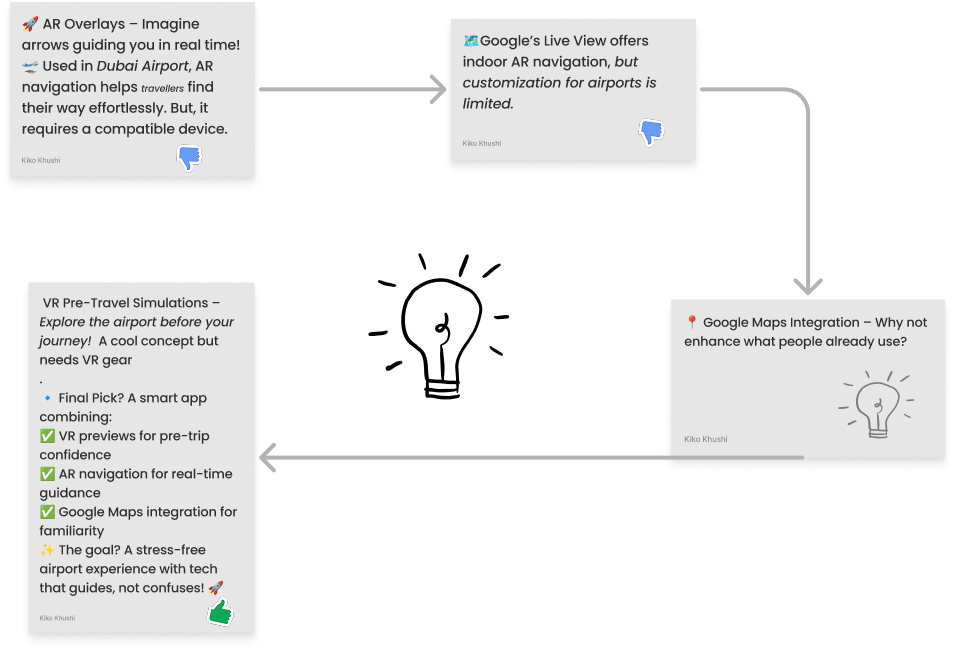 🚀 AR Overlays – Imagine
arrows guiding you in real time!
🛫 Used in Dubai Airport, AR
navigation helps travellers find
their way effortlessly. But, it
requires a compatible device.
Kiko Khushi
🗺️Google’s Live View offers
indoor AR navigation, but
customization for airports is
limited.
Kiko Khushi
📍 Google Maps Integration – Why not
enhance what people already use?
Kiko Khushi
VR Pre-Travel Simulations –
Explore the airport before your
journey! A cool concept but
needs VR gear
.
🔹 Final Pick? A smart app
combining:
✅ VR previews for pre-trip
confidence
✅ AR navigation for real-time
guidance
✅ Google Maps integration for
familiarity
✨ The goal? A stress-free
airport experience with tech
that guides, not confuses! 🚀
Kiko Khushi